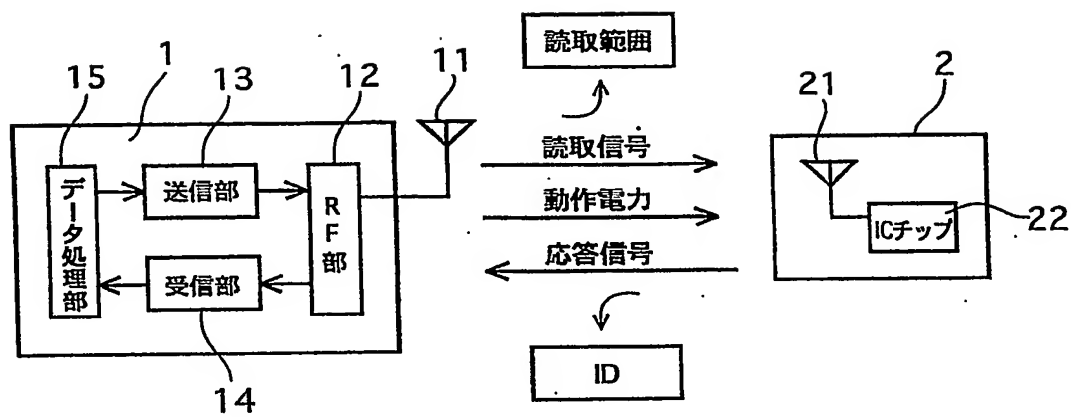 読取範囲
15
1
13
12
11
21
2
読取信号
送信部
データ処理部
RF部
動作電力
ICチップ
22
応答信号
受信部
14
ID